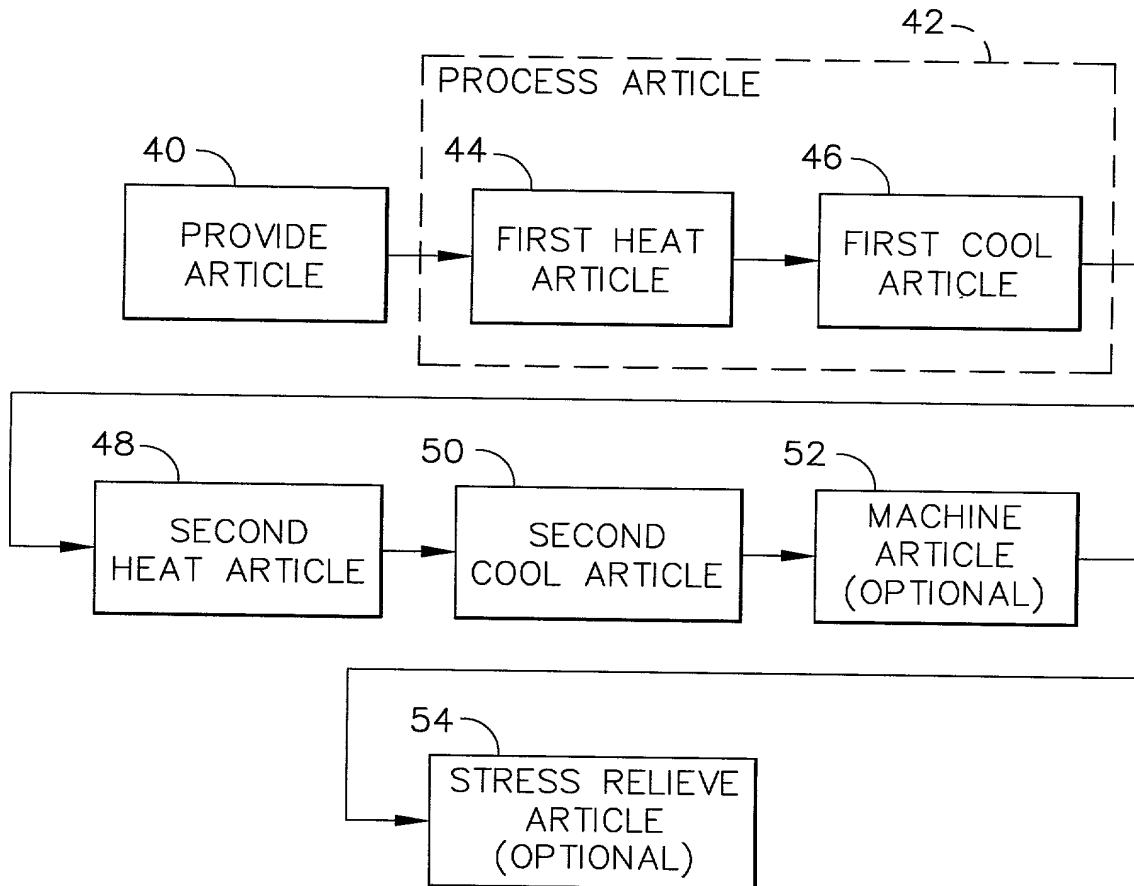 42
PROCESS ARTICLE
40
44
46
PROVIDE
ARTICLE
FIRST HEAT
ARTICLE
FIRST COOL
ARTICLE
48
50
52
SECOND
HEAT ARTICLE
SECOND
COOL ARTICLE
MACHINE
ARTICLE
(OPTIONAL)
54
STRESS RELIEVE
ARTICLE
(OPTIONAL)